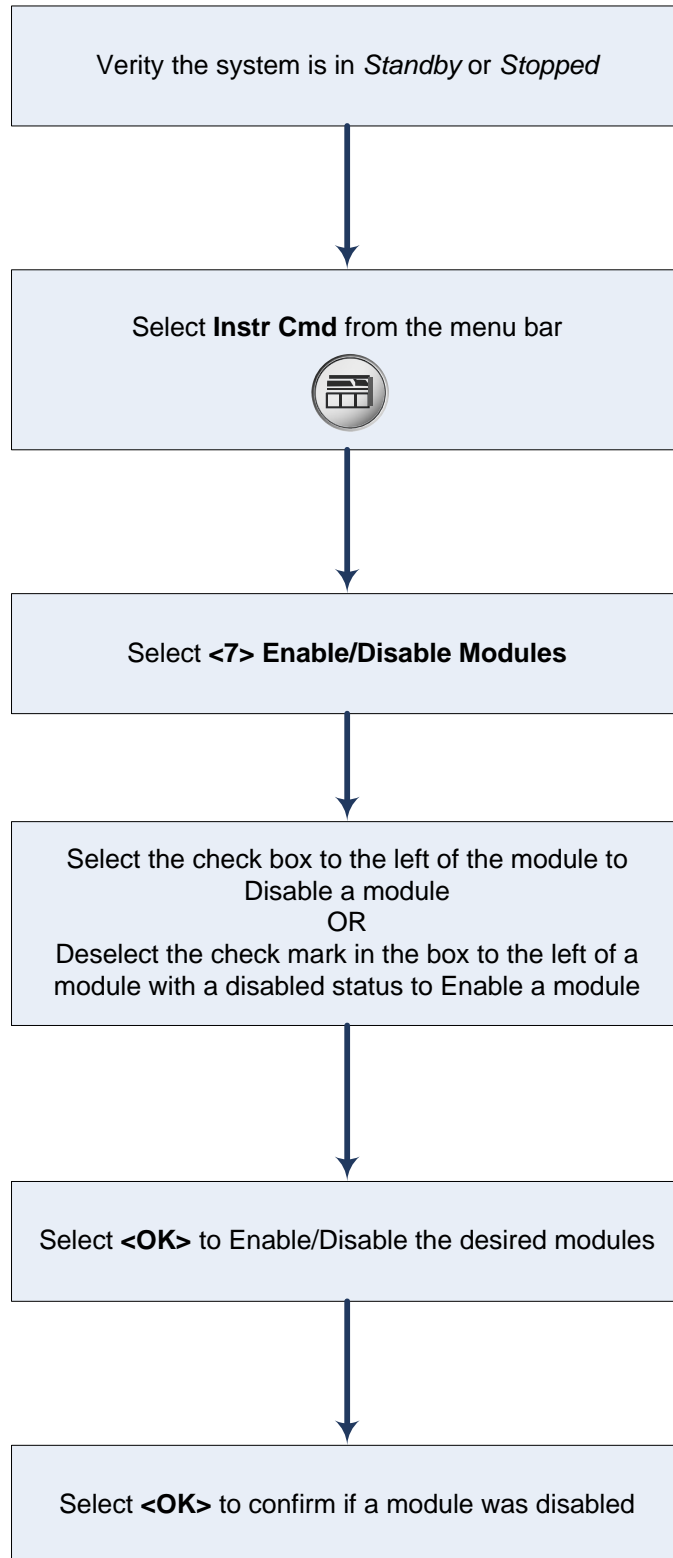 Verity the system is in Standby or Stopped
Select Instr Cmd from the menu bar
Select <7> Enable/Disable Modules
Select the check box to the left of the module to
Disable a module
OR
Deselect the check mark in the box to the left of a
module with a disabled status to Enable a module
Select <OK> to Enable/Disable the desired modules
Select <OK> to confirm if a module was disabled